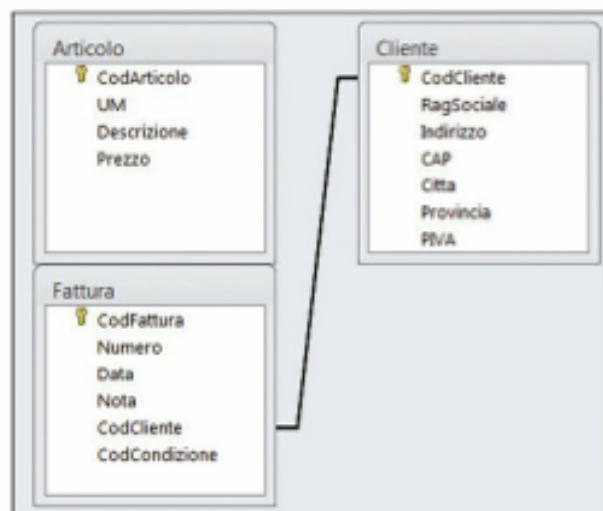 Articolo
CodArticolo
UM
Descrizione
Prezzo
Cliente
CodCliente
RagSociale
Indirizzo
CAP
Citta
Provincia
PIVA
Fattura
CodFattura
Numero
Data
Nota
CodCliente
CodCondizione